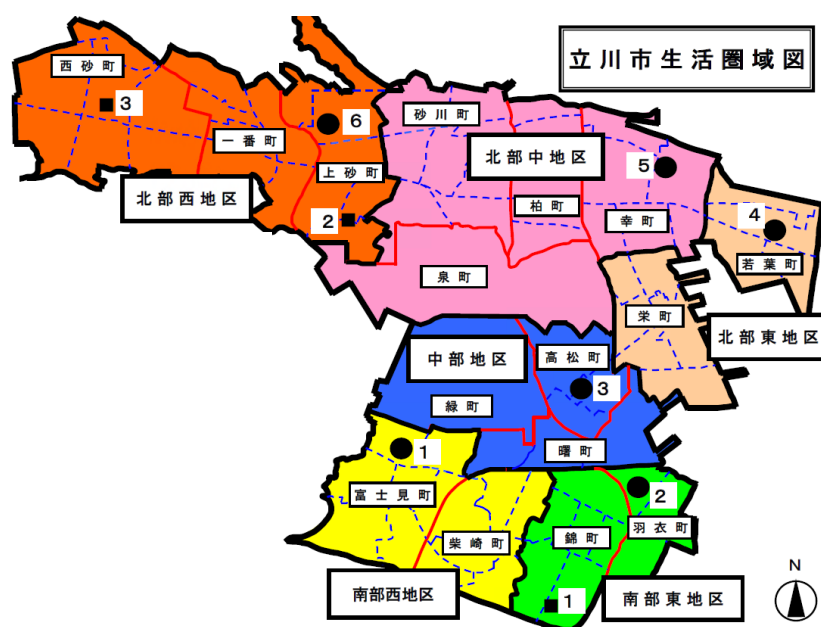 立川市生活圏域図
西砂町
3
一番町
6
砂川町
北部中地区
5
上砂町
北部西地区
2
柏町
幸町
4
若葉町
泉町
栄町
北部東地区
中部地区
高松町
3
緑町
曙町
1
富士見町
2
羽衣町
柴崎町
錦町
南部西地区
1
南部東地区
N